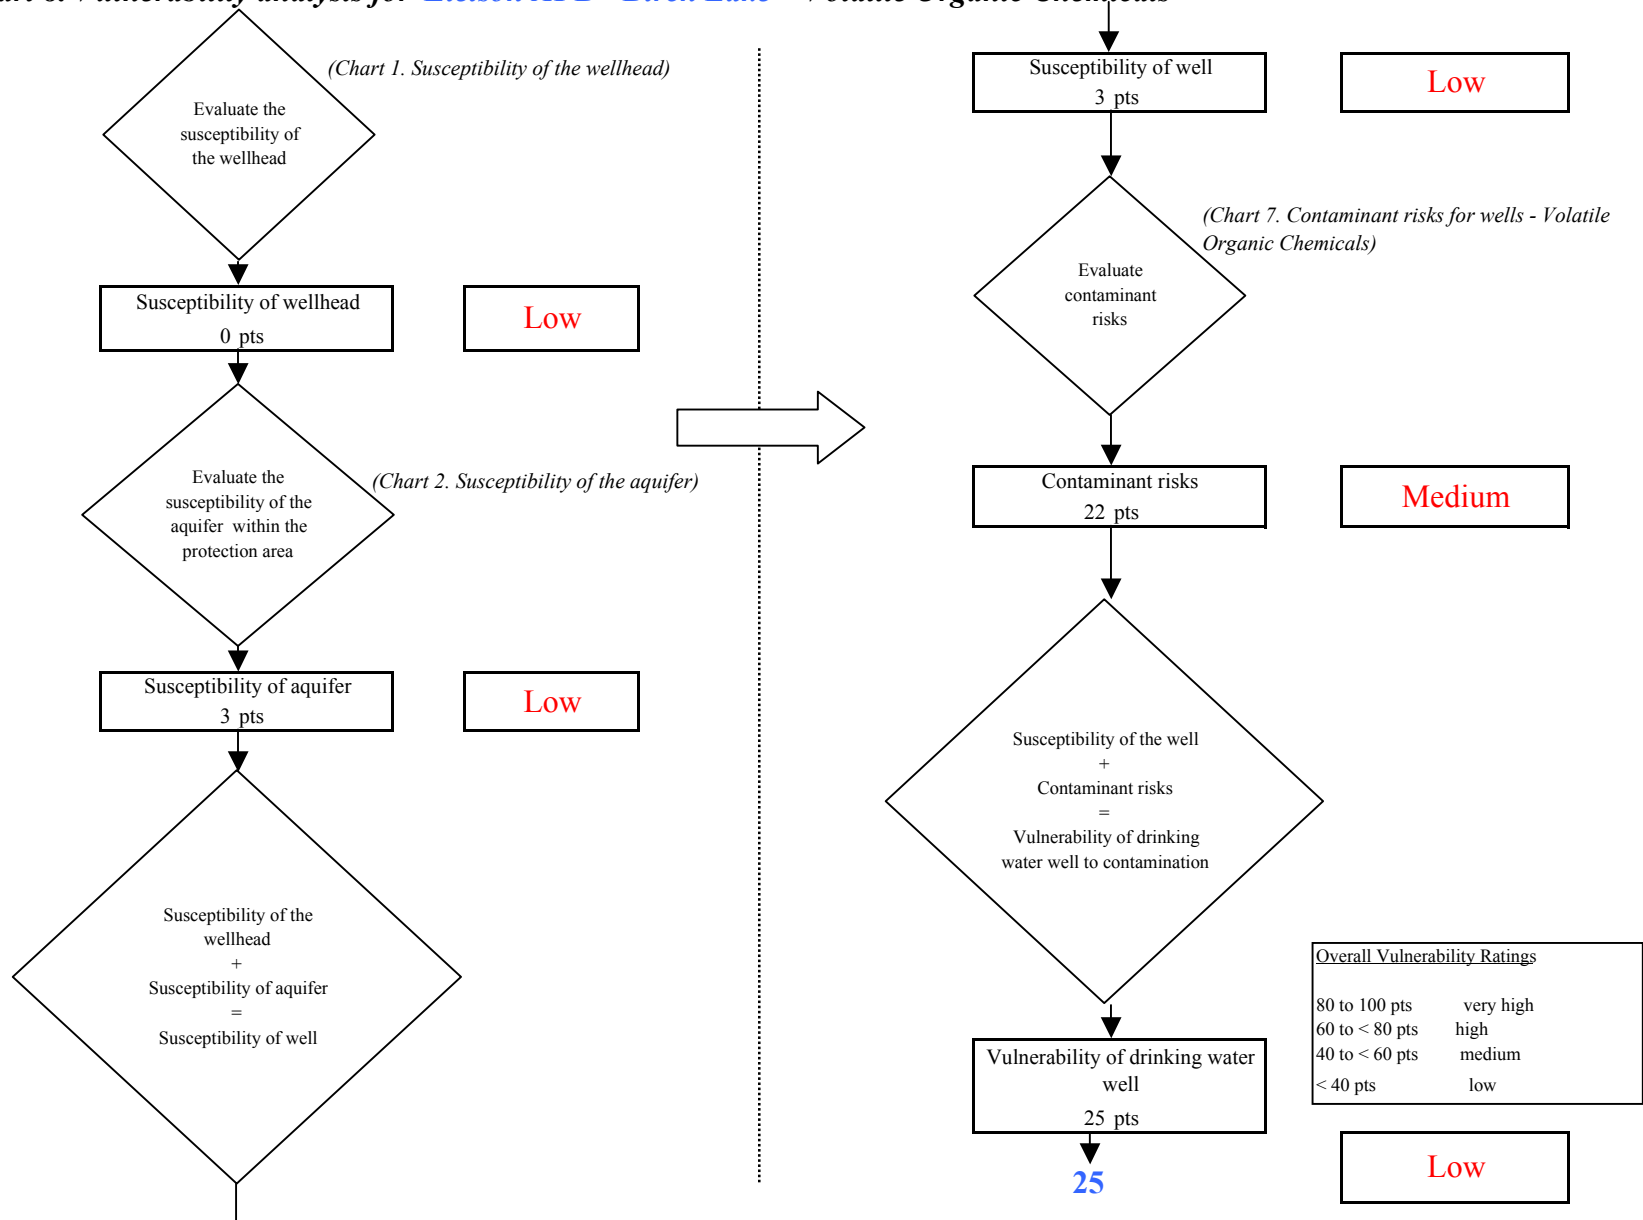 Organic Chemicals
(Chart 1. Susceptibility of the wellhead)
Evaluate the
susceptibility of
the wellhead
Susceptibility of wellhead
0 pts
Low
Evaluate the
susceptibility of the
aquifer within the
protection area
(Chart 2. Susceptibility of the aquifer)
Susceptibility of aquifer
3 pts
Low
Susceptibility of the
wellhead
+
Susceptibility of aquifer
=
Susceptibility of well
Susceptibility of well
3 pts
Low
(Chart 7. Contaminant risks for wells - Volatile
Organic Chemicals)
Evaluate
contaminant
risks
Contaminant risks
22 pts
Medium
Susceptibility of the well
+
Contaminant risks
=
Vulnerability of drinking
water well to contamination
Vulnerability of drinking water
well
25 pts
25
Overall Vulnerability Ratings
80 to 100 pts very high
60 to < 80 pts high
40 to < 60 pts medium
< 40 pts low
Low